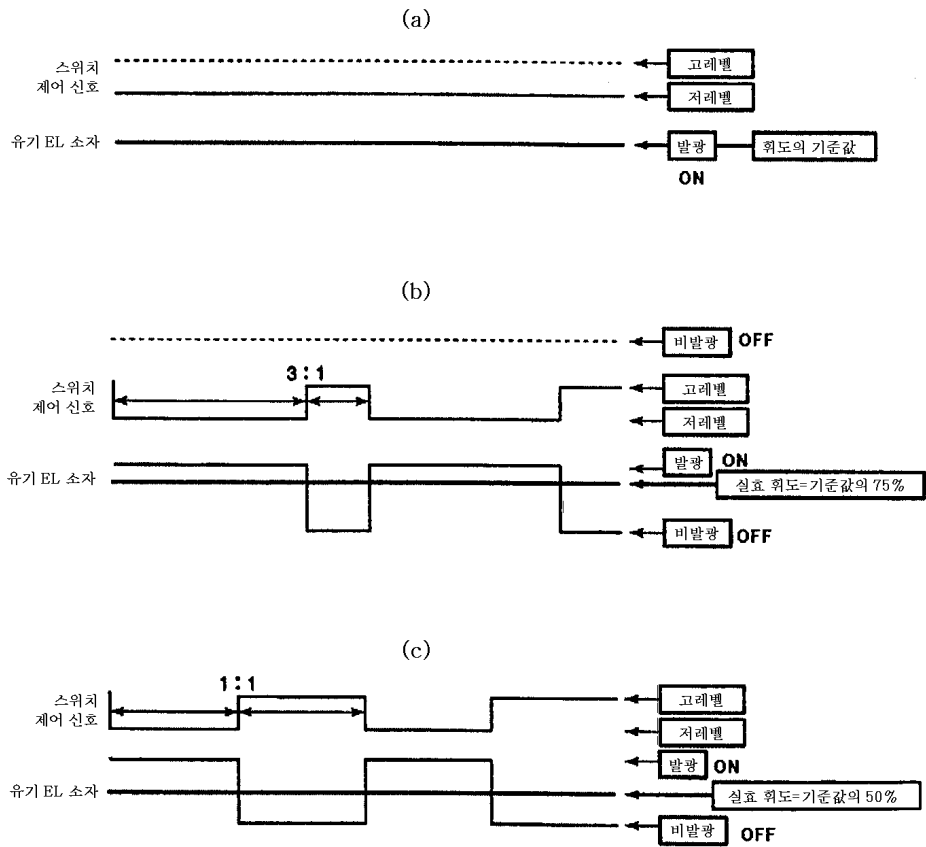 (a)
스위치
제어 신호
고레벨
저레벨
유기 EL 소자
발광
휘도의 기준값
ON
(b)
비발광 OFF
3 : 1
스위치
제어 신호
고레벨
저레벨
발광 ON
유기 EL 소자
실효 휘도=기준값의 75%
비발광 OFF
(c)
1 : 1
스위치
제어 신호
고레벨
저레벨
발광 ON
유기 EL 소자
실효 휘도=기준값의 50%
비발광 OFF